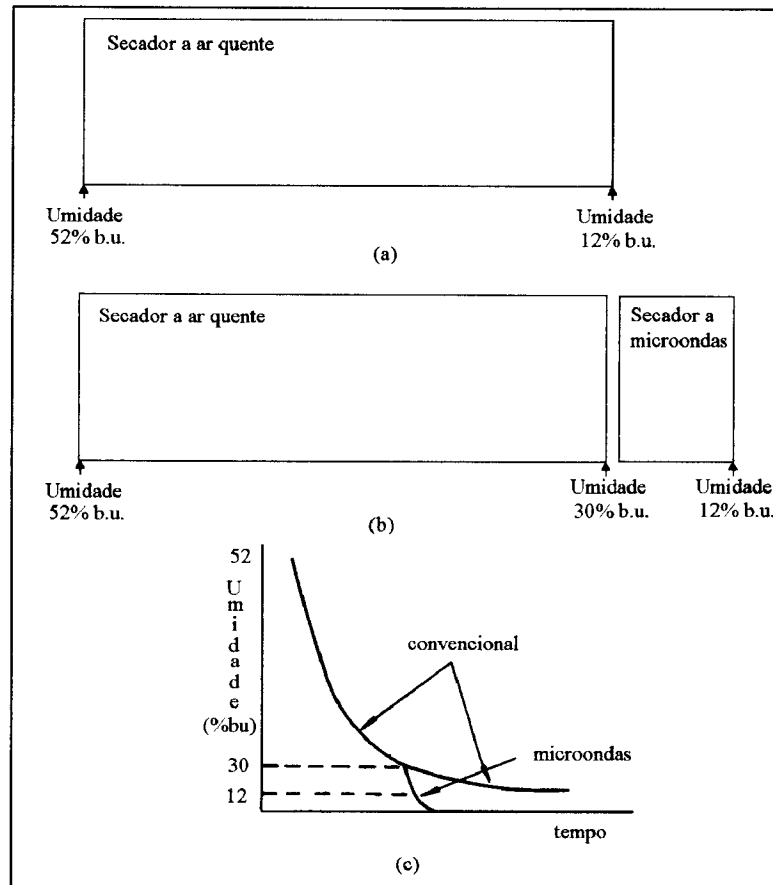 Secador a ar quente
Umidade
52% b.u.
Umidade
12% b.u.
(a)
Secador a ar quente
Secador a
microondas
Umidade
52% b.u.
Umidade
30% b.u.
Umidade
12% b.u.
(b)
52
Umidade
(%bu)
30
12
convencional
microondas
tempo
(c)